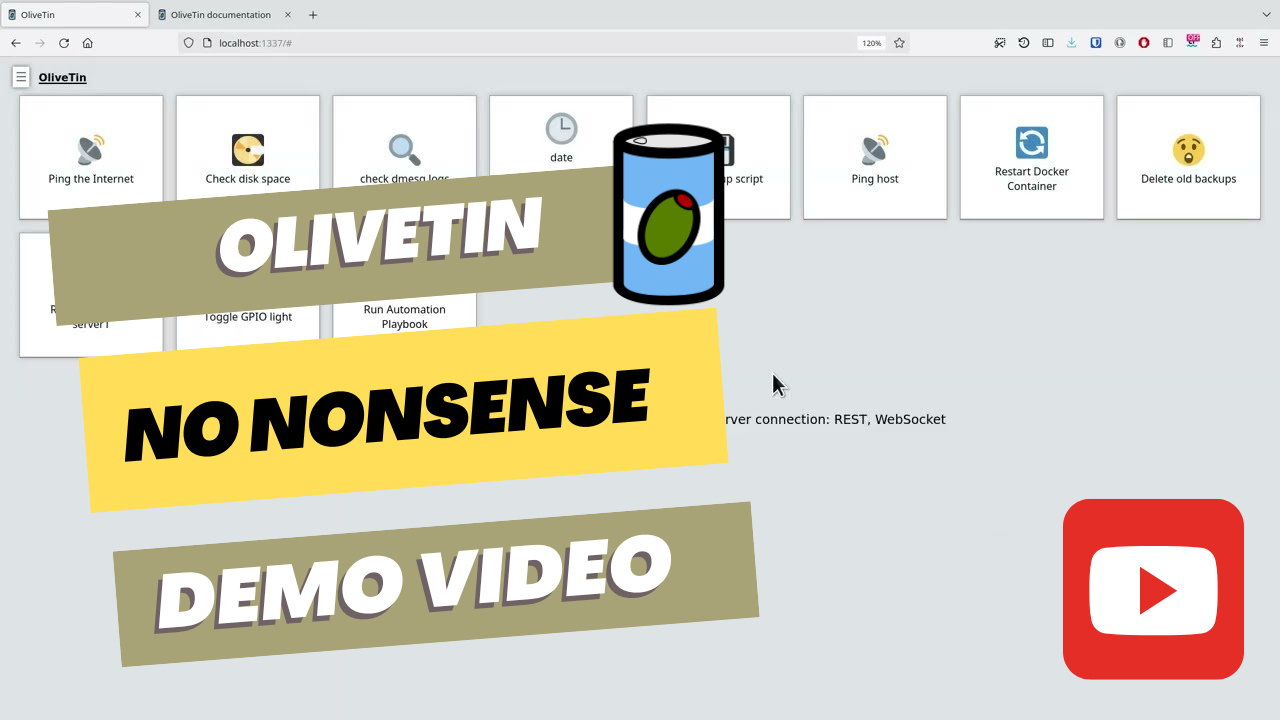 OliveTin
OliveTin documentation
localhost:1337/#
120%
OFF
OliveTin
Ping the Internet
Check disk space
check dmesg logs
date
script
Ping host
Restart Docker
Container
Delete old backups
OLIVETIN
server1
Toggle GPIO light
Run Automation
Playbook
NO NONSENSE
connection: REST, WebSocket
DEMO VIDEO